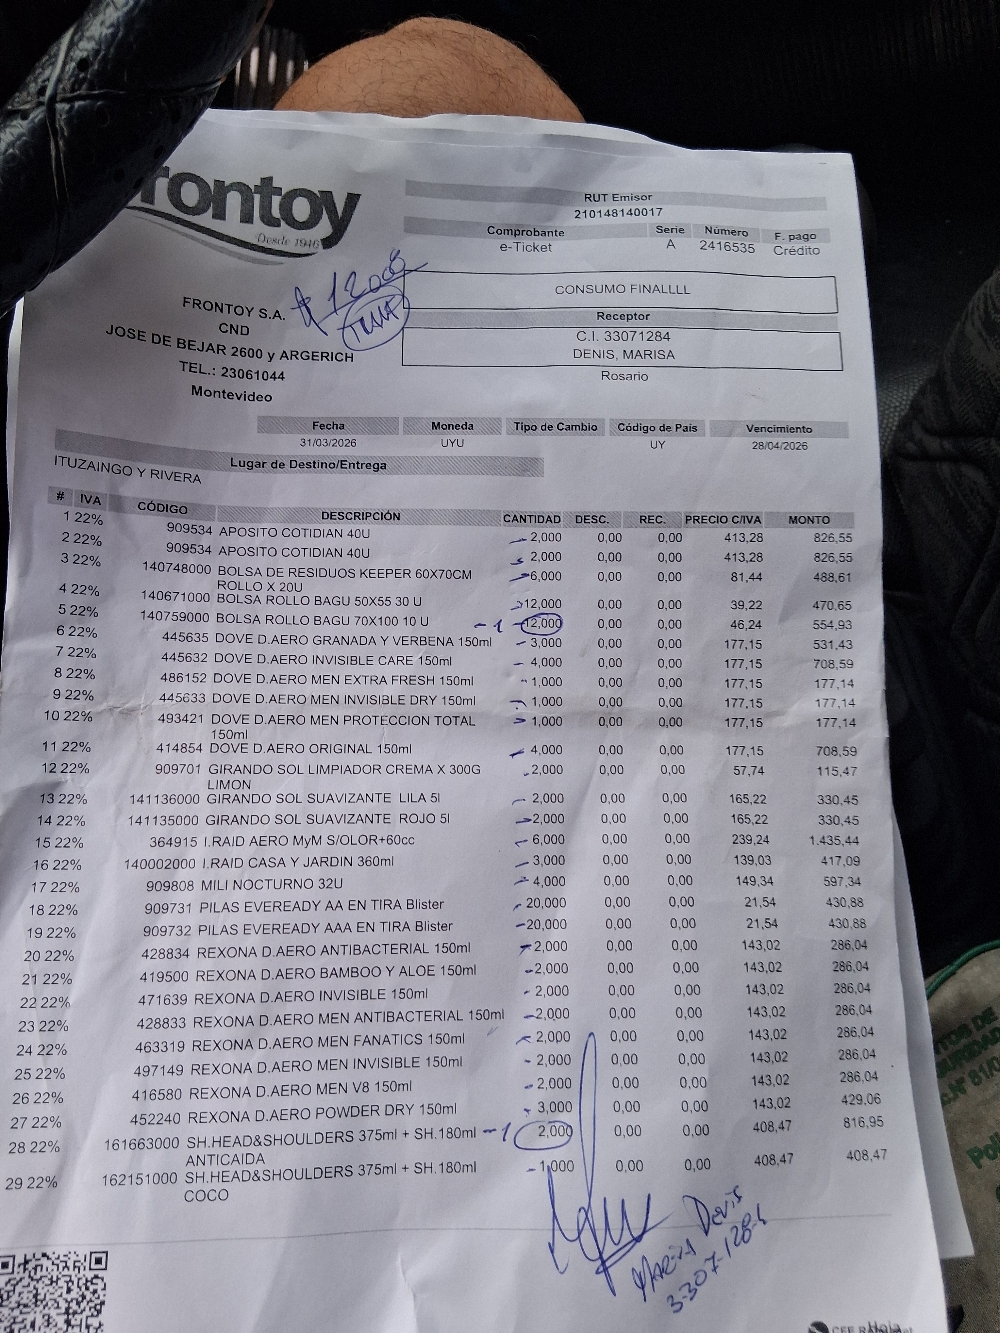 Frontoy
Desde 1946
RUT Emisor
210148140017
Comprobante Serie Número F. pago
e-Ticket A 2416535 Crédito
$ 12000
CONSUMO FINALLLL
FRONTOY S.A.
CND
JOSE DE BEJAR 2600 y ARGERICH
TEL.: 23061044
Montevideo
Receptor
C.I. 33071284
DENIS, MARISA
Rosario
Fecha Moneda Tipo de Cambio Código de País Vencimiento
31/03/2026 UYU UY 28/04/2026
Lugar de Destino/Entrega
ITUZAINGO Y RIVERA
# IVA CÓDIGO DESCRIPCIÓN CANTIDAD DESC. REC. PRECIO C/IVA MONTO
1 22% 909534 APOSITO COTIDIAN 40U 2,000 0,00 0,00 413,28 826,55
2 22% 909534 APOSITO COTIDIAN 40U 2,000 0,00 0,00 413,28 826,55
3 22% 140748000 BOLSA DE RESIDUOS KEEPER 60X70CM 6,000 0,00 0,00 81,44 488,61
ROLLO X 20U
4 22% 140671000 BOLSA ROLLO BAGU 50X55 30 U 12,000 0,00 0,00 39,22 470,65
5 22% 140759000 BOLSA ROLLO BAGU 70X100 10 U -1 12,000 0,00 0,00 46,24 554,93
6 22% 445635 DOVE D.AERO GRANADA Y VERBENA 150ml 3,000 0,00 0,00 177,15 531,43
7 22% 445632 DOVE D.AERO INVISIBLE CARE 150ml 4,000 0,00 0,00 177,15 708,59
8 22% 486152 DOVE D.AERO MEN EXTRA FRESH 150ml 1,000 0,00 0,00 177,15 177,14
9 22% 445633 DOVE D.AERO MEN INVISIBLE DRY 150ml 1,000 0,00 0,00 177,15 177,14
10 22% 493421 DOVE D.AERO MEN PROTECCION TOTAL 1,000 0,00 0,00 177,15 177,14
150ml
11 22% 414854 DOVE D.AERO ORIGINAL 150ml 4,000 0,00 0,00 177,15 708,59
12 22% 909701 GIRANDO SOL LIMPIADOR CREMA X 300G 2,000 0,00 0,00 57,74 115,47
LIMON
13 22% 141136000 GIRANDO SOL SUAVIZANTE LILA 5l 2,000 0,00 0,00 165,22 330,45
14 22% 141135000 GIRANDO SOL SUAVIZANTE ROJO 5l 2,000 0,00 0,00 165,22 330,45
15 22% 364915 I.RAID AERO MyM S/OLOR+60cc 6,000 0,00 0,00 239,24 1.435,44
16 22% 140002000 I.RAID CASA Y JARDIN 360ml 3,000 0,00 0,00 139,03 417,09
17 22% 909808 MILI NOCTURNO 32U 4,000 0,00 0,00 149,34 597,34
18 22% 909731 PILAS EVEREADY AA EN TIRA Blister 20,000 0,00 0,00 21,54 430,88
19 22% 909732 PILAS EVEREADY AAA EN TIRA Blister 20,000 0,00 0,00 21,54 430,88
20 22% 428834 REXONA D.AERO ANTIBACTERIAL 150ml 2,000 0,00 0,00 143,02 286,04
21 22% 419500 REXONA D.AERO BAMBOO Y ALOE 150ml 2,000 0,00 0,00 143,02 286,04
22 22% 471639 REXONA D.AERO INVISIBLE 150ml 2,000 0,00 0,00 143,02 286,04
23 22% 428833 REXONA D.AERO MEN ANTIBACTERIAL 150ml 2,000 0,00 0,00 143,02 286,04
24 22% 463319 REXONA D.AERO MEN FANATICS 150ml 2,000 0,00 0,00 143,02 286,04
25 22% 497149 REXONA D.AERO MEN INVISIBLE 150ml 2,000 0,00 0,00 143,02 286,04
26 22% 416580 REXONA D.AERO MEN V8 150ml 2,000 0,00 0,00 143,02 286,04
27 22% 452240 REXONA D.AERO POWDER DRY 150ml 3,000 0,00 0,00 143,02 429,06
28 22% 161663000 SH.HEAD&SHOULDERS 375ml + SH.180ml -1 2,000 0,00 0,00 408,47 816,95
ANTICAIDA
29 22% 162151000 SH.HEAD&SHOULDERS 375ml + SH.180ml 1,000 0,00 0,00 408,47 408,47
COCO
Marisa Denis
3307128-4